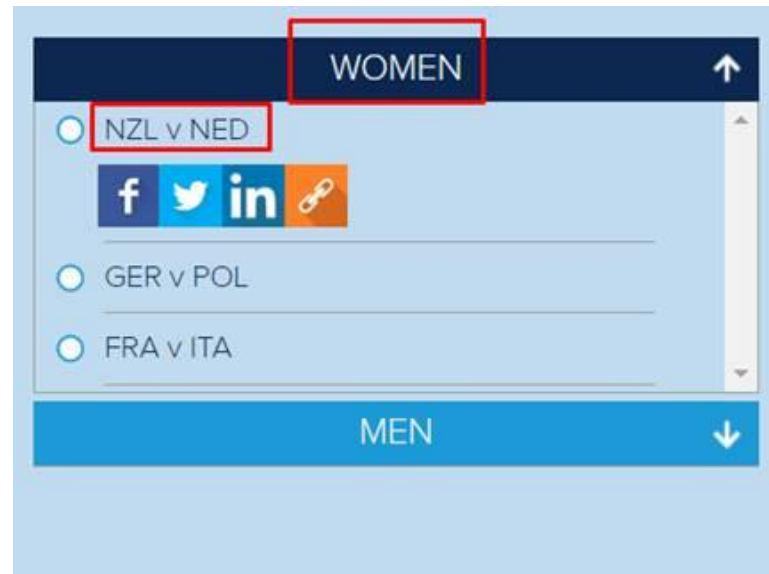 WOMEN
NZL v NED
f in
GER v POL
FRA v ITA
MEN